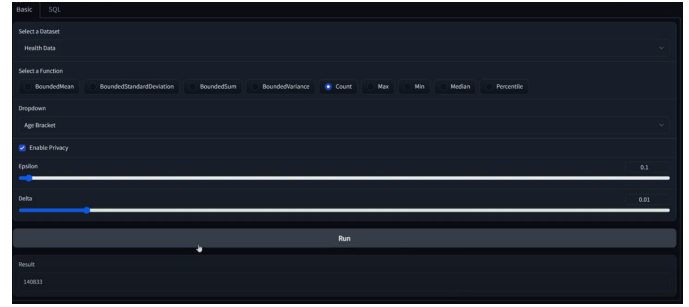 Basic SQL
Select a Dataset
Health Data
Select a Function
BoundedMean BoundedStandardDeviation BoundedSum BoundedVariance Count Max Min Median Percentile
Dropdown
Age Bracket
Enable Privacy
Epsilon 0.1
Delta 0.01
Run
Result
140833